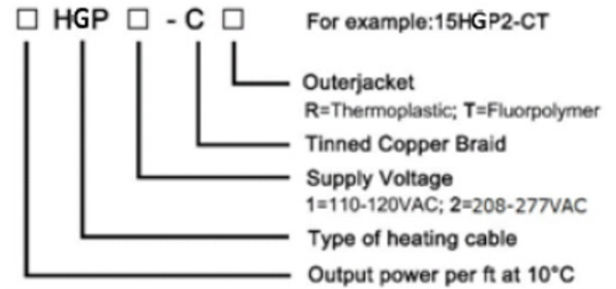 □ HGP □ - C □ For example:15HGP2-CT
Outerjacket
R=Thermoplastic; T=Fluorpolymer
Tinned Copper Braid
Supply Voltage
1=110-120VAC; 2=208-277VAC
Type of heating cable
Output power per ft at 10°C